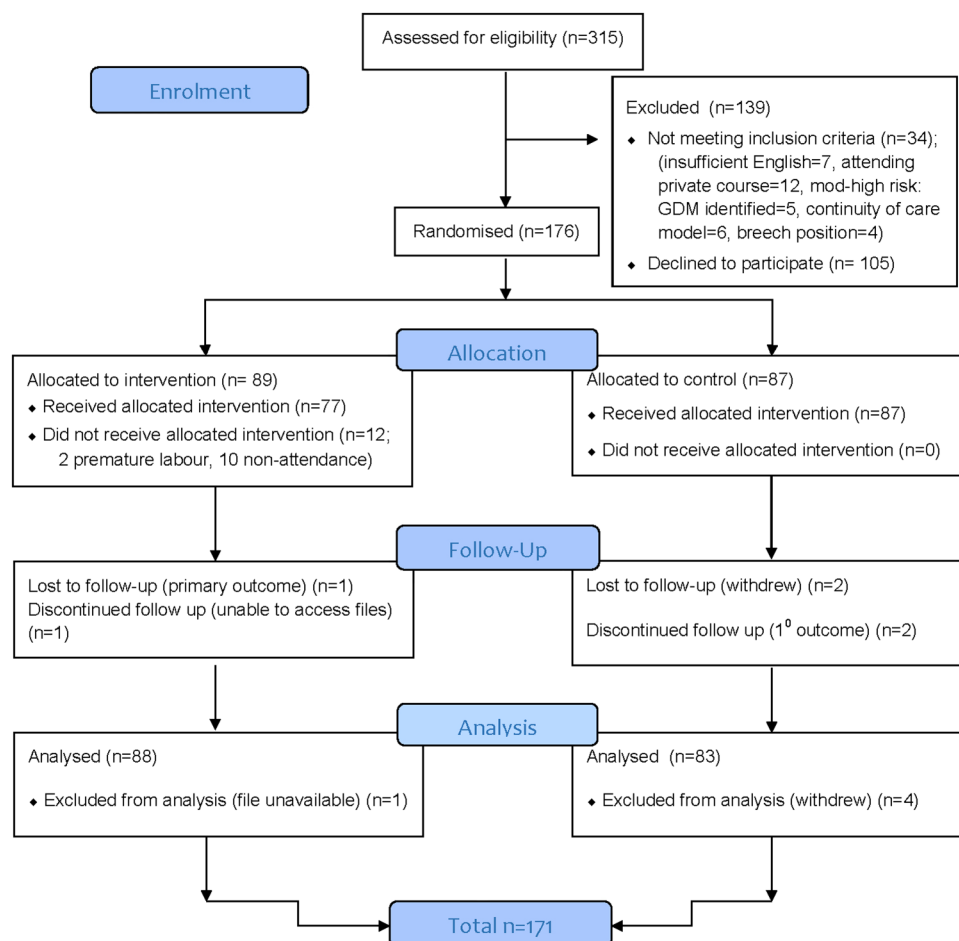 Assessed for eligibility (n=315)
Enrolment
Excluded (n=139)
⬥ Not meeting inclusion criteria (n=34);
(insufficient English=7, attending
private course=12, mod-high risk:
GDM identified=5, continuity of care
model=6, breech position=4)
⬥ Declined to participate (n= 105)
Randomised (n=176)
Allocation
Allocated to intervention (n= 89)
⬥ Received allocated intervention (n=77)
⬥ Did not receive allocated intervention (n=12;
2 premature labour, 10 non-attendance)
Allocated to control (n=87)
⬥ Received allocated intervention (n=87)
⬥ Did not receive allocated intervention (n=0)
Follow-Up
Lost to follow-up (primary outcome) (n=1)
Discontinued follow up (unable to access files)
(n=1)
Lost to follow-up (withdrew) (n=2)
Discontinued follow up (1⁰ outcome) (n=2)
Analysis
Analysed (n=88)
⬥ Excluded from analysis (file unavailable) (n=1)
Analysed (n=83)
⬥ Excluded from analysis (withdrew) (n=4)
Total n=171